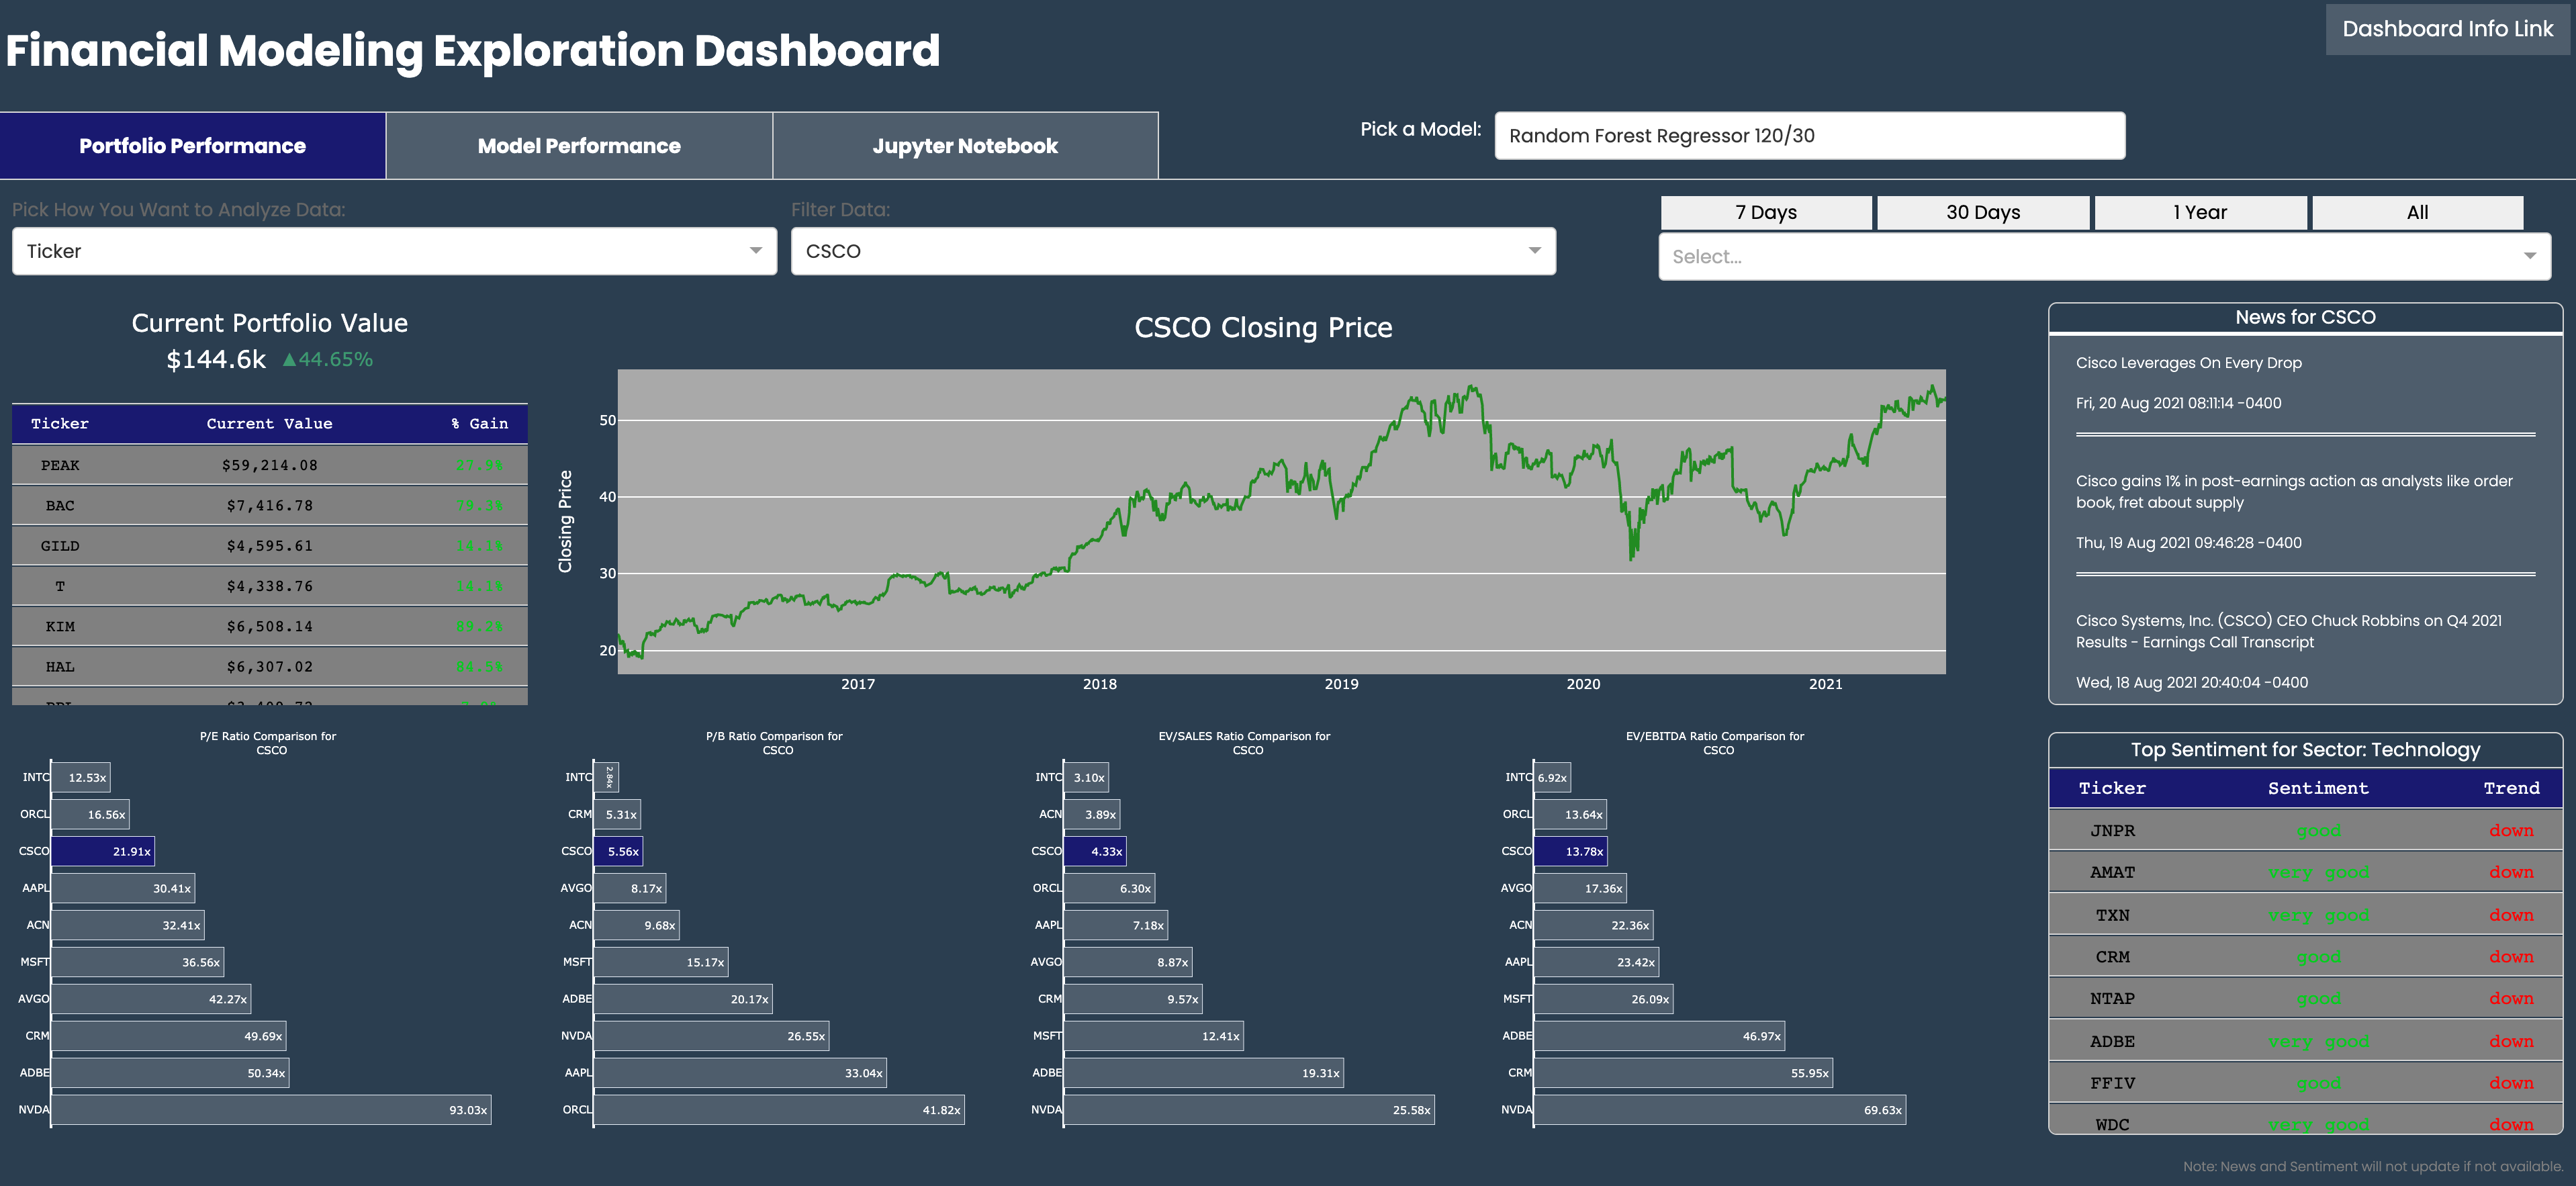 Financial Modeling Exploration Dashboard
Dashboard Info Link
Portfolio Performance
Model Performance
Jupyter Notebook
Pick a Model:
Random Forest Regressor 120/30
Pick How You Want to Analyze Data:
Ticker
Filter Data:
CSCO
7 Days
30 Days
1 Year
All
Select...
Current Portfolio Value
$144.6k ▲44.65%
Ticker Current Value % Gain
PEAK $59,214.08 27.9%
BAC $7,416.78 79.3%
GILD $4,595.61 14.1%
T $4,338.76 14.1%
KIM $6,508.14 89.2%
HAL $6,307.02 84.5%
CSCO Closing Price
Closing Price
50
40
30
20
2017 2018 2019 2020 2021
News for CSCO
Cisco Leverages On Every Drop
Fri, 20 Aug 2021 08:11:14 -0400
Cisco gains 1% in post-earnings action as analysts like order
book, fret about supply
Thu, 19 Aug 2021 09:46:28 -0400
Cisco Systems, Inc. (CSCO) CEO Chuck Robbins on Q4 2021
Results - Earnings Call Transcript
Wed, 18 Aug 2021 20:40:04 -0400
P/E Ratio Comparison for
CSCO
INTC 12.53x
ORCL 16.56x
CSCO 21.91x
AAPL 30.41x
ACN 32.41x
MSFT 36.56x
AVGO 42.27x
CRM 49.69x
ADBE 50.34x
NVDA 93.03x
P/B Ratio Comparison for
CSCO
INTC 2.84x
CRM 5.31x
CSCO 5.56x
AVGO 8.17x
ACN 9.68x
MSFT 15.17x
ADBE 20.17x
NVDA 26.55x
AAPL 33.04x
ORCL 41.82x
EV/SALES Ratio Comparison for
CSCO
INTC 3.10x
ACN 3.89x
CSCO 4.33x
ORCL 6.30x
AAPL 7.18x
AVGO 8.87x
CRM 9.57x
MSFT 12.41x
ADBE 19.31x
NVDA 25.58x
EV/EBITDA Ratio Comparison for
CSCO
INTC 6.92x
ORCL 13.64x
CSCO 13.78x
AVGO 17.36x
ACN 22.36x
AAPL 23.42x
MSFT 26.09x
ADBE 46.97x
CRM 55.95x
NVDA 69.63x
Top Sentiment for Sector: Technology
Ticker Sentiment Trend
JNPR good down
AMAT very good down
TXN very good down
CRM good down
NTAP good down
ADBE very good down
FFIV good down
WDC very good down
Note: News and Sentiment will not update if not available.